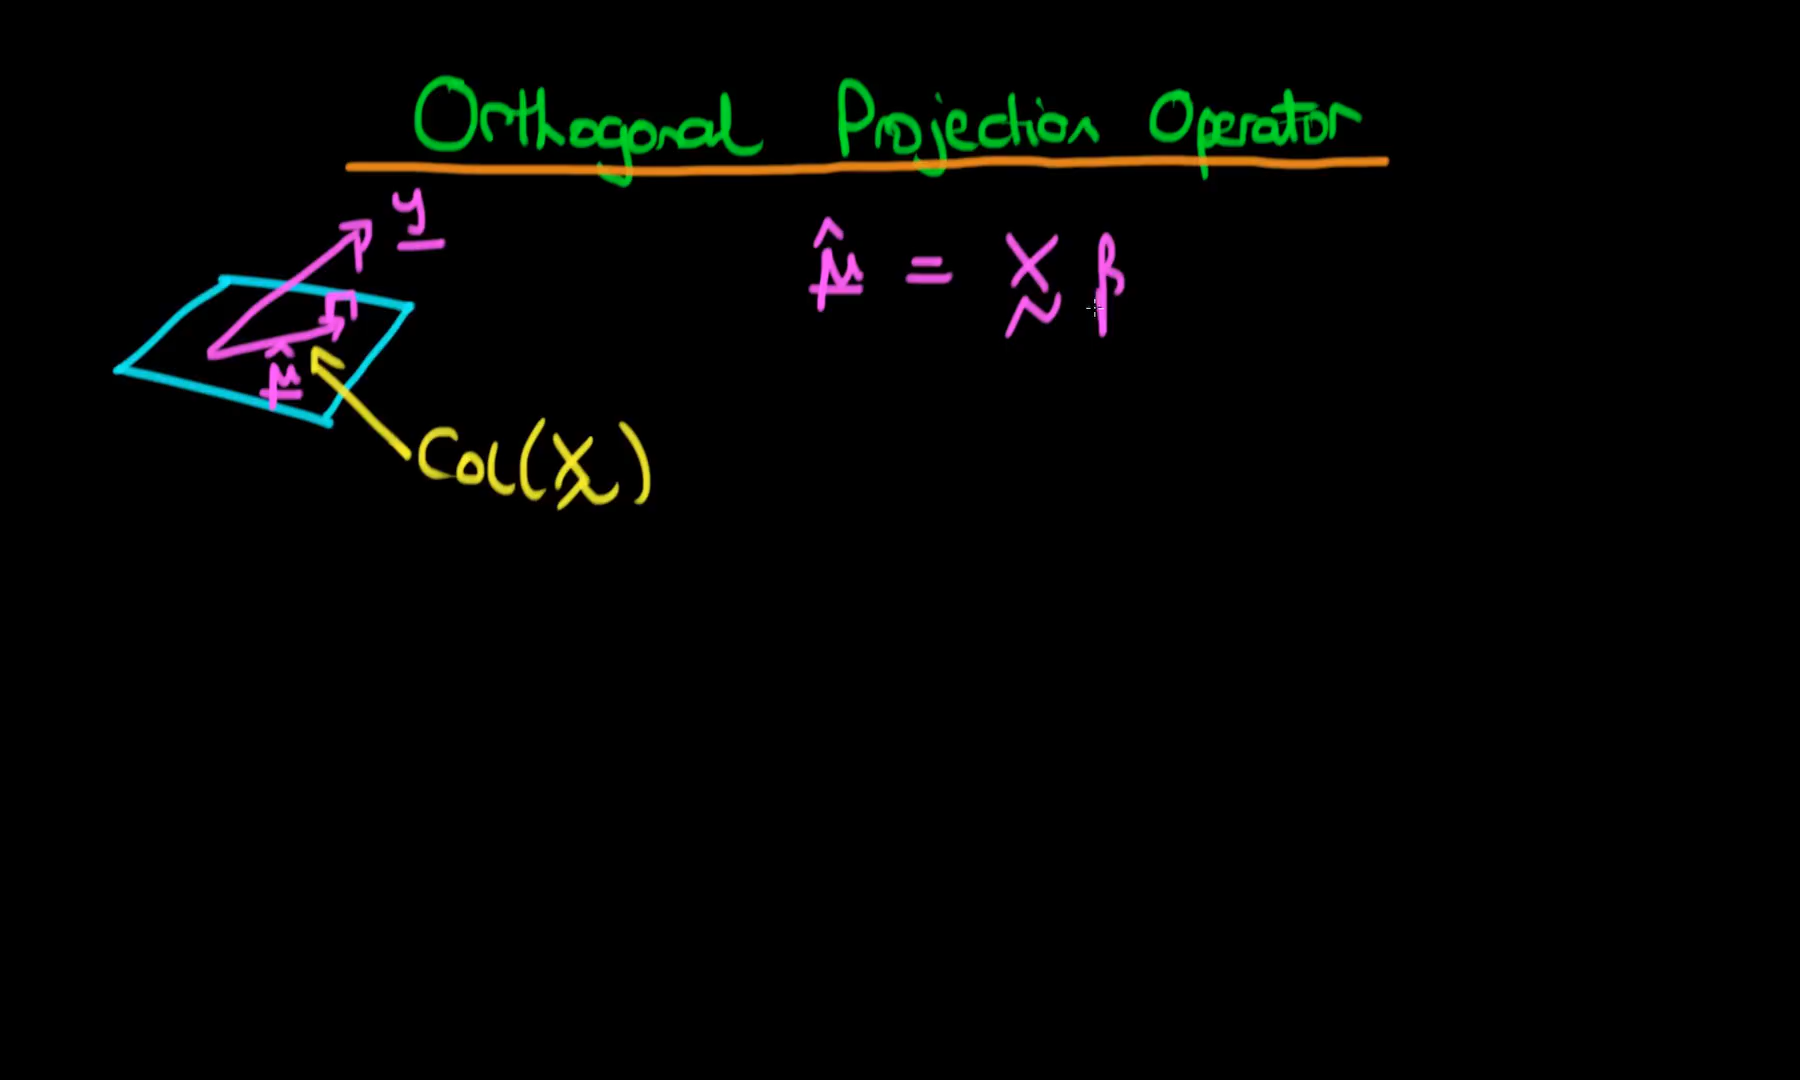 Orthogonal Projection Operator
y
μ̂ = X β
μ̂
Col(X)